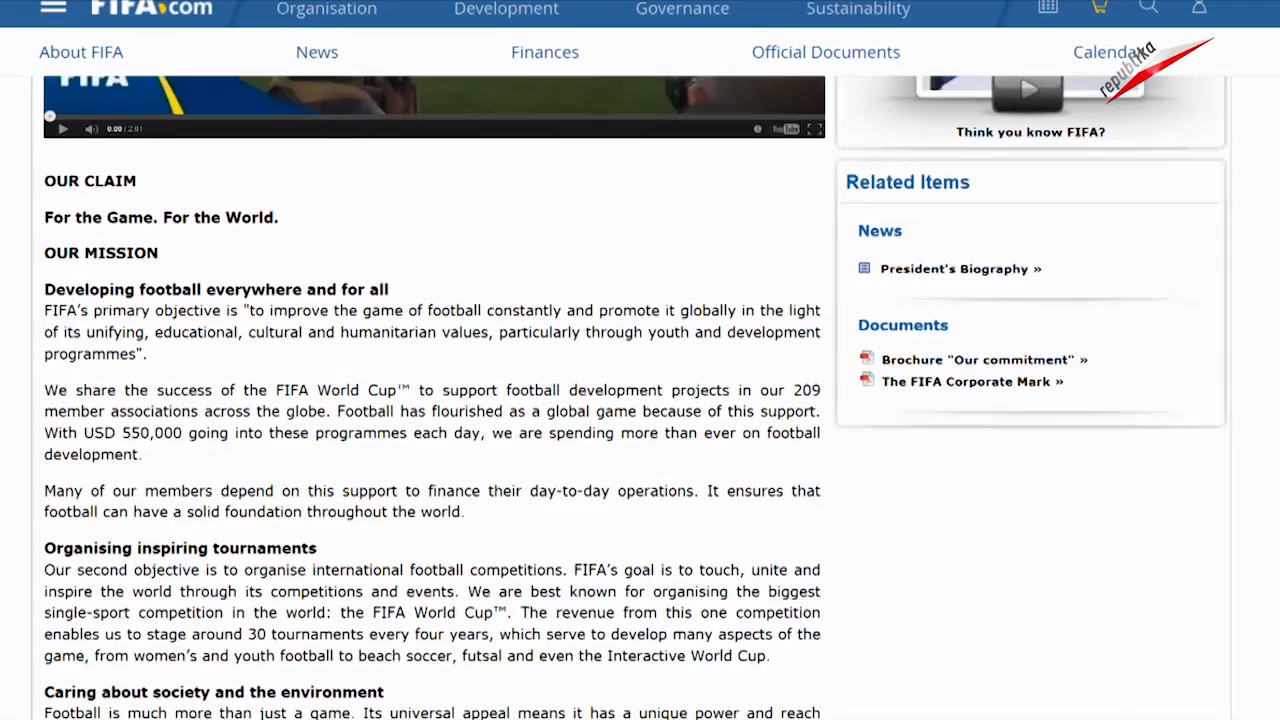 FIFA.com
Organisation
Development
Governance
Sustainability
About FIFA
News
Finances
Official Documents
Calendar
republika
FIFA
0:00 / 2:01
YouTube
Think you know FIFA?
OUR CLAIM
For the Game. For the World.
OUR MISSION
Developing football everywhere and for all
FIFA’s primary objective is "to improve the game of football constantly and promote it globally in the light
of its unifying, educational, cultural and humanitarian values, particularly through youth and development
programmes".
We share the success of the FIFA World Cup™ to support football development projects in our 209
member associations across the globe. Football has flourished as a global game because of this support.
With USD 550,000 going into these programmes each day, we are spending more than ever on football
development.
Many of our members depend on this support to finance their day-to-day operations. It ensures that
football can have a solid foundation throughout the world.
Organising inspiring tournaments
Our second objective is to organise international football competitions. FIFA’s goal is to touch, unite and
inspire the world through its competitions and events. We are best known for organising the biggest
single-sport competition in the world: the FIFA World Cup™. The revenue from this one competition
enables us to stage around 30 tournaments every four years, which serve to develop many aspects of the
game, from women’s and youth football to beach soccer, futsal and even the Interactive World Cup.
Caring about society and the environment
Football is much more than just a game. Its universal appeal means it has a unique power and reach
Related Items
News
President's Biography »
Documents
Brochure "Our commitment" »
The FIFA Corporate Mark »